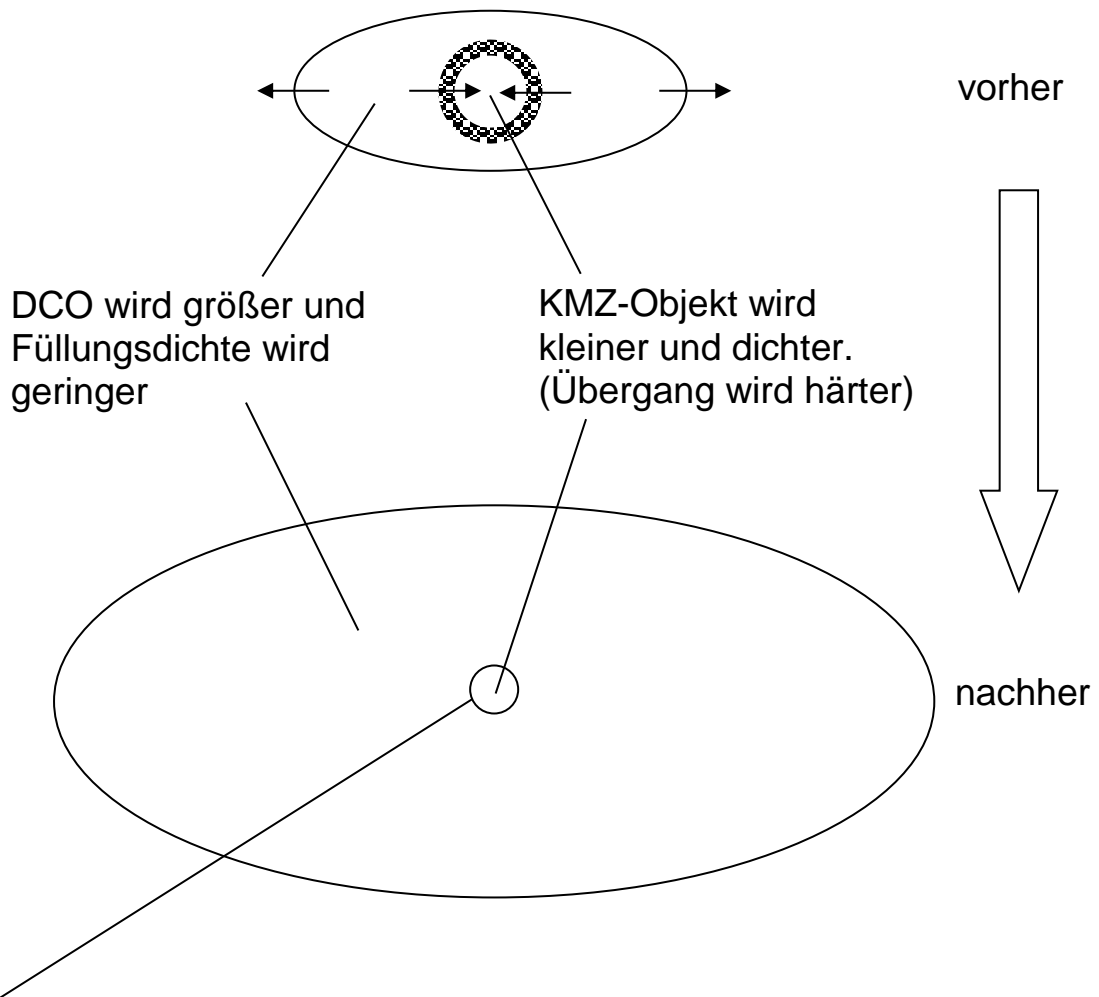 vorher
DCO wird größer und
Füllungsdichte wird
geringer
KMZ-Objekt wird
kleiner und dichter.
(Übergang wird härter)
nachher